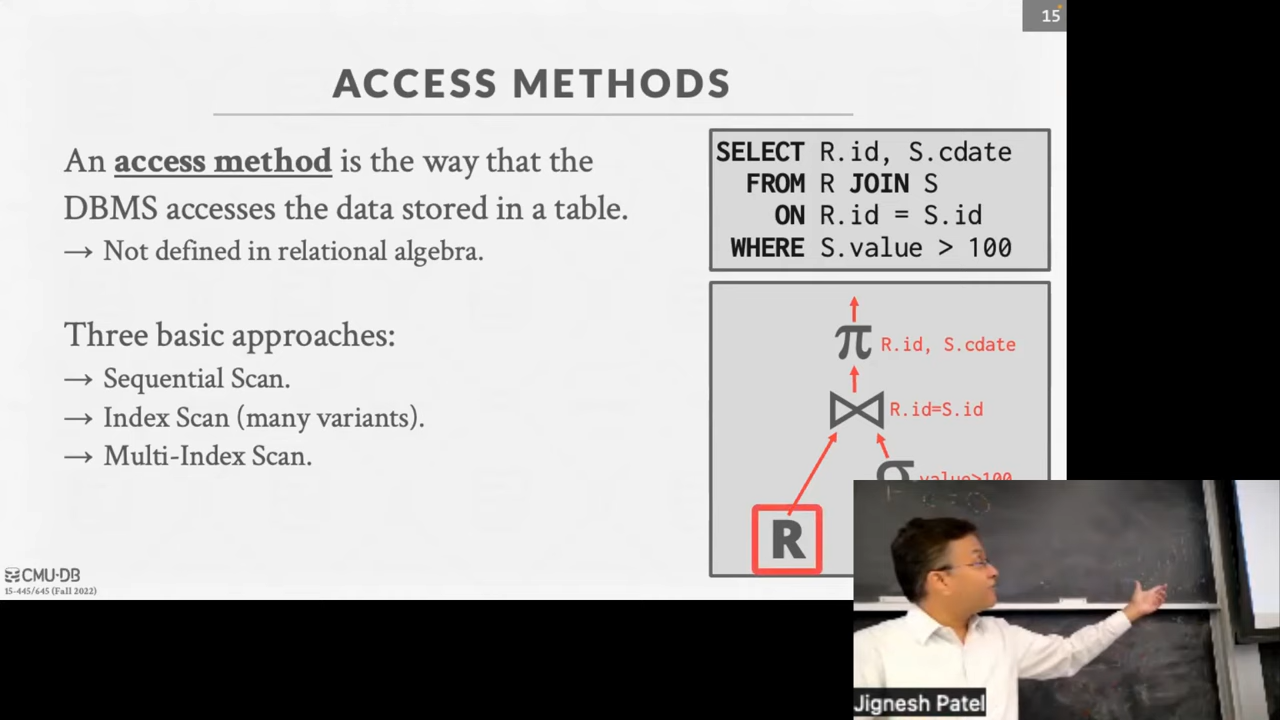 15
ACCESS METHODS
An access method is the way that the
DBMS accesses the data stored in a table.
→ Not defined in relational algebra.
Three basic approaches:
→ Sequential Scan.
→ Index Scan (many variants).
→ Multi-Index Scan.
SELECT R.id, S.cdate
FROM R JOIN S
ON R.id = S.id
WHERE S.value > 100
π R.id, S.cdate
⋈ R.id=S.id
σ value>100
R
CMU·DB
15-445/645 (Fall 2022)
Jignesh Patel